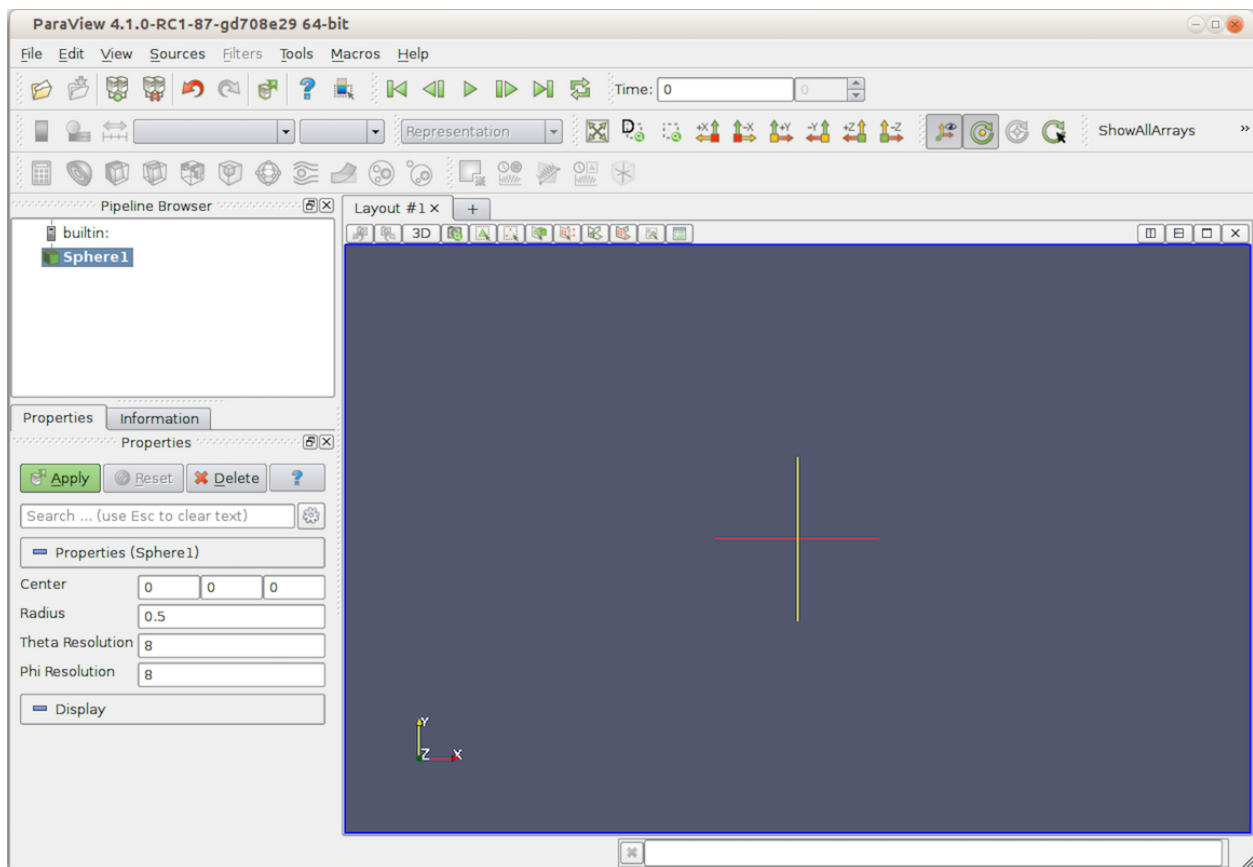 ParaView 4.1.0-RC1-87-gd708e29 64-bit
File Edit View Sources Filters Tools Macros Help
Time: 0 0
Representation
+X -X +Y -Y +Z -Z
ShowAllArrays »
Pipeline Browser
Layout #1 × +
builtin:
3D
Sphere1
Properties Information
Properties
Apply Reset Delete ?
Search ... (use Esc to clear text)
Properties (Sphere1)
Center 0 0 0
Radius 0.5
Theta Resolution 8
Phi Resolution 8
Display
Y
Z X